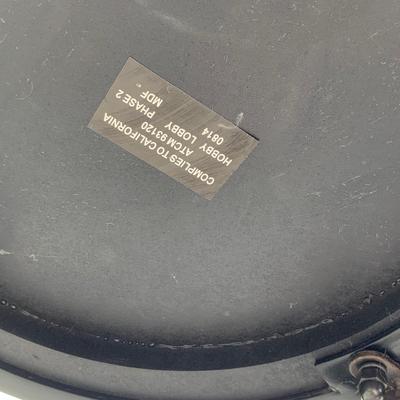 COMPLIES TO CALIFORNIA
ATCM 93120 PHASE 2
HOBBY LOBBY MDF
0814